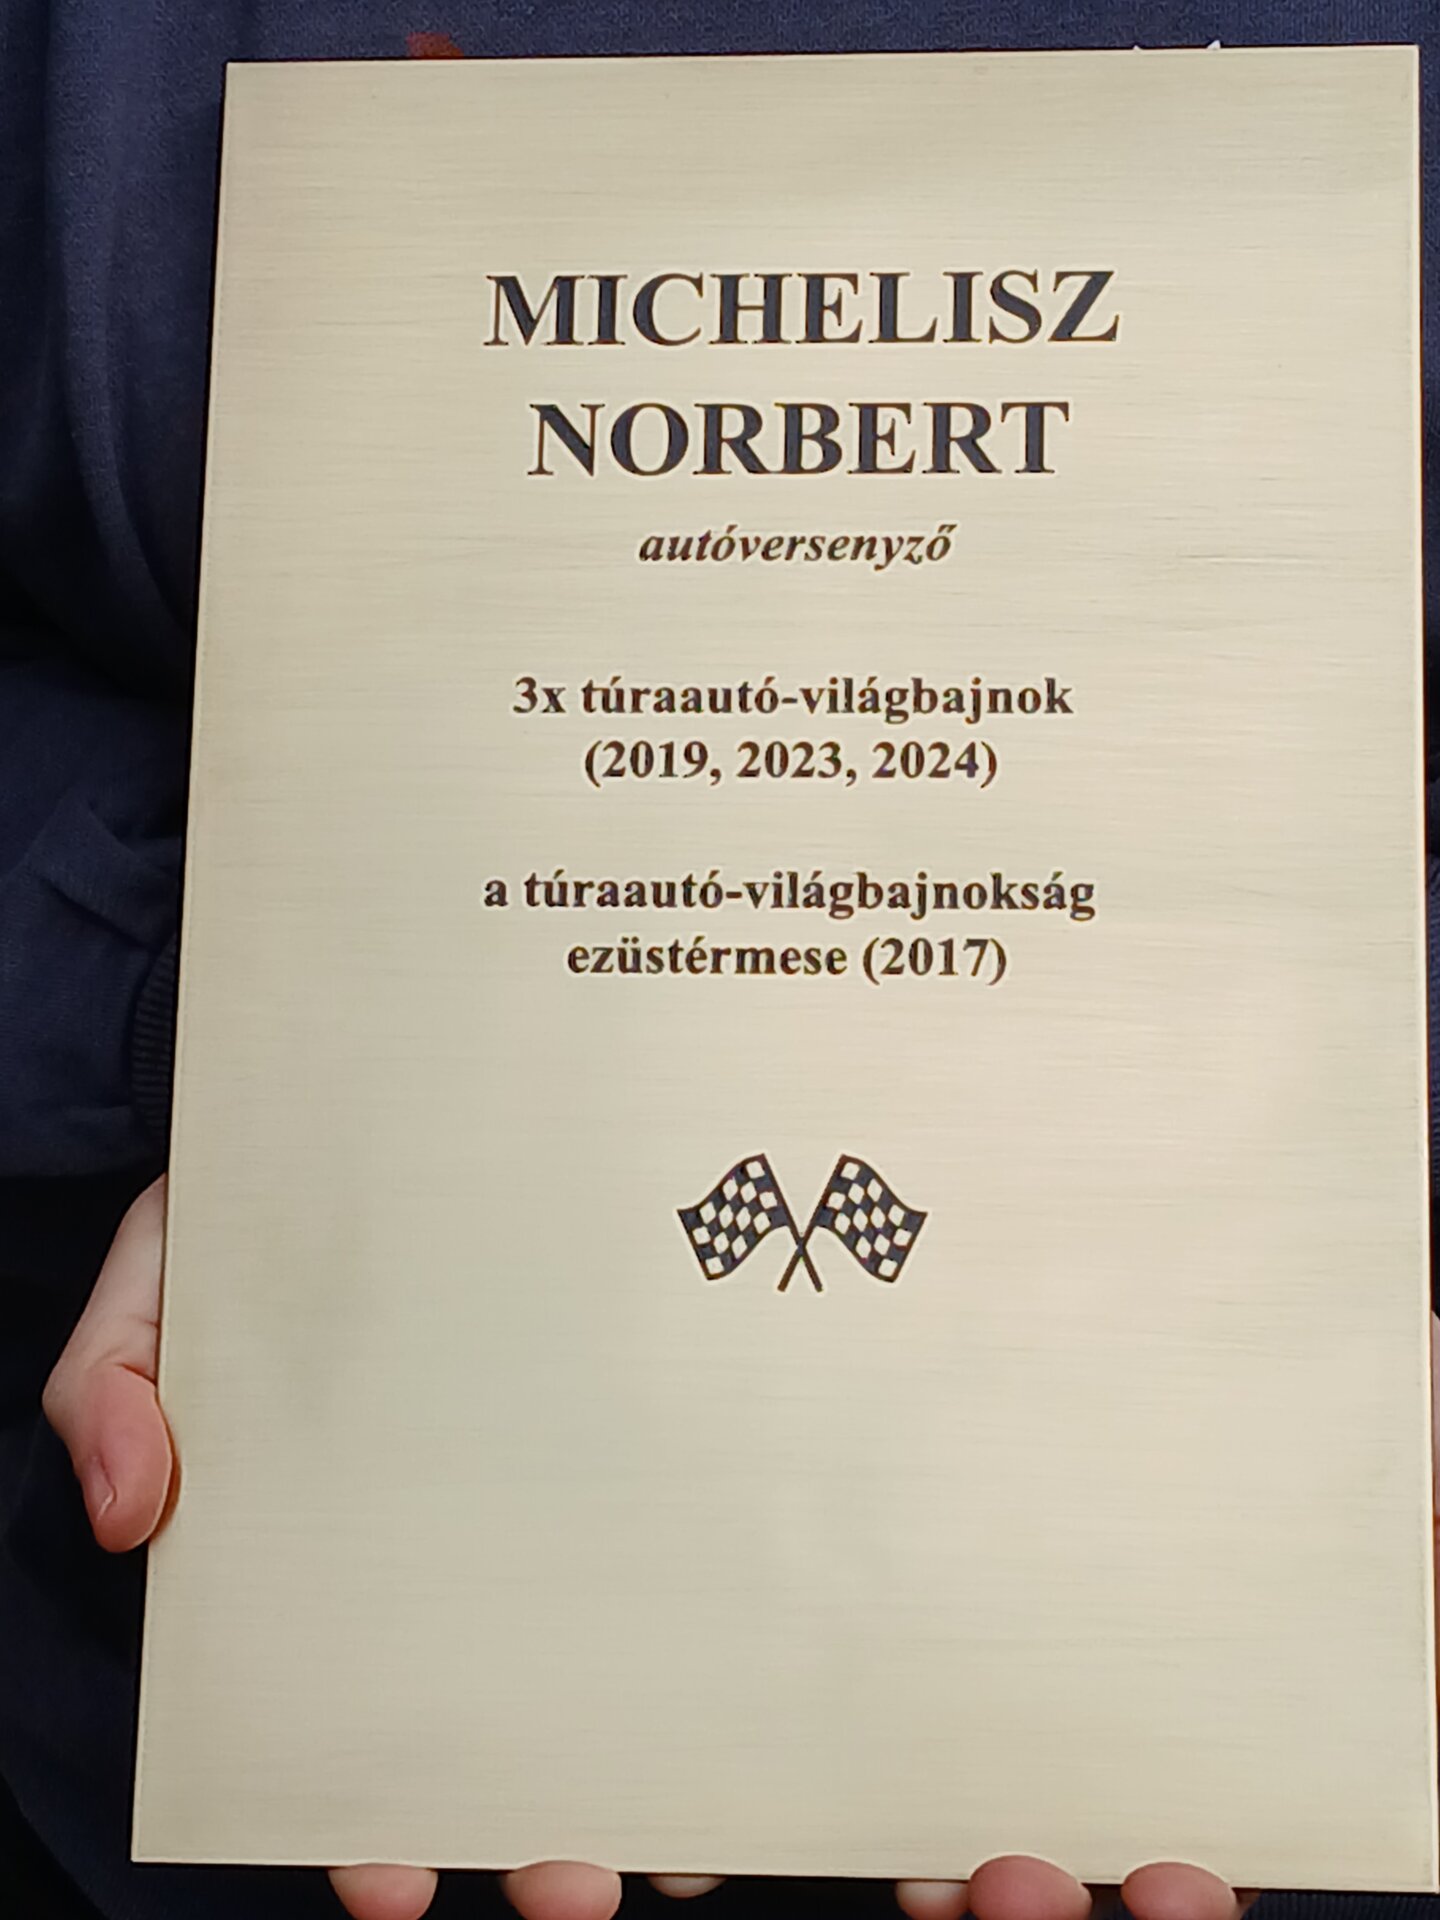 MICHELISZ
NORBERT
autóversenyző
3x túraautó-világbajnok
(2019, 2023, 2024)
a túraautó-világbajnokság
ezüstérmese (2017)